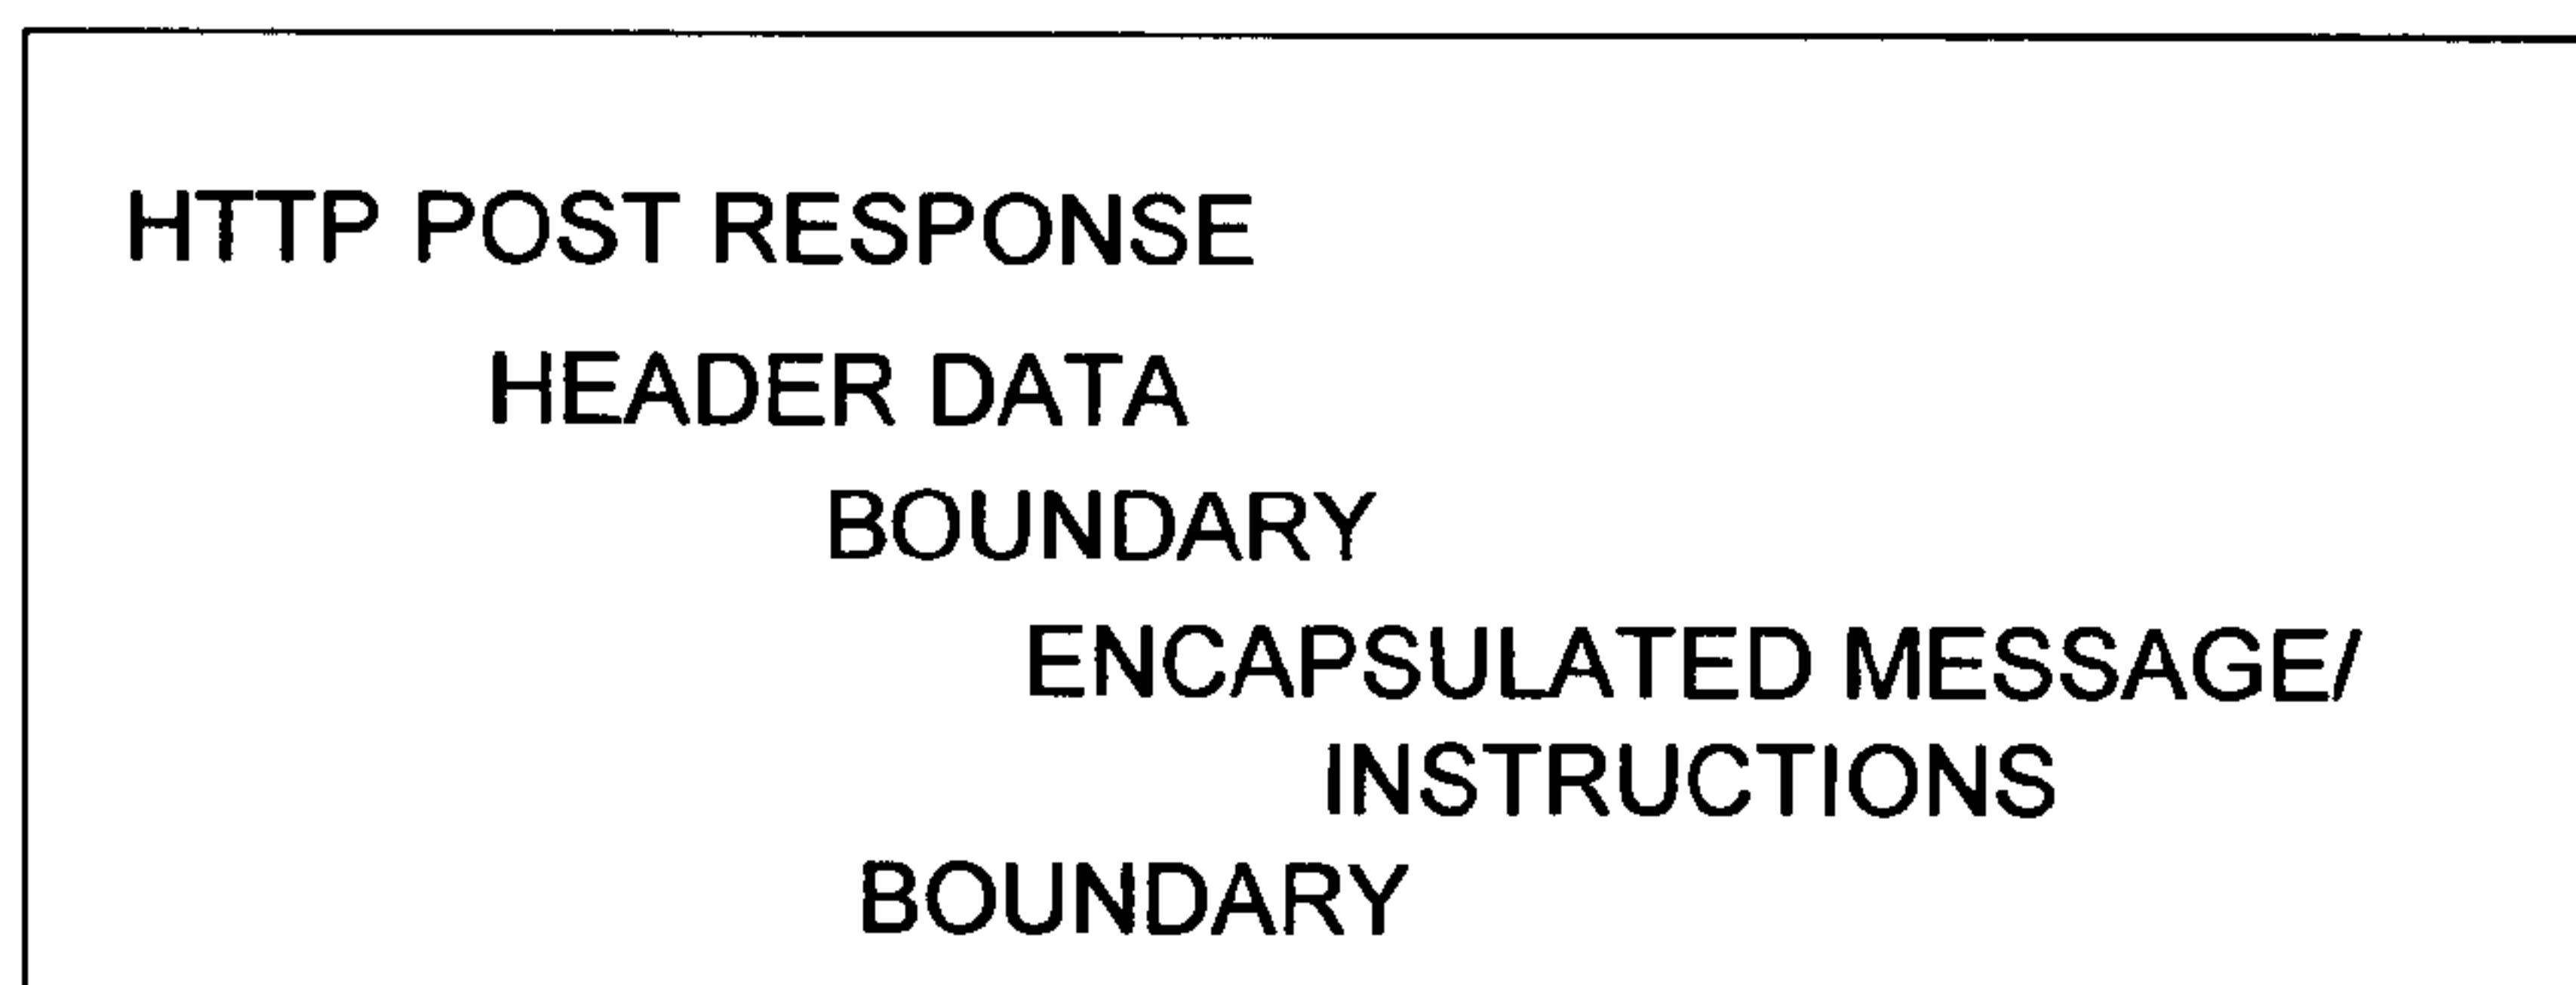 HTTP POST RESPONSE
HEADER DATA
BOUNDARY
ENCAPSULATED MESSAGE/
INSTRUCTIONS
BOUNDARY